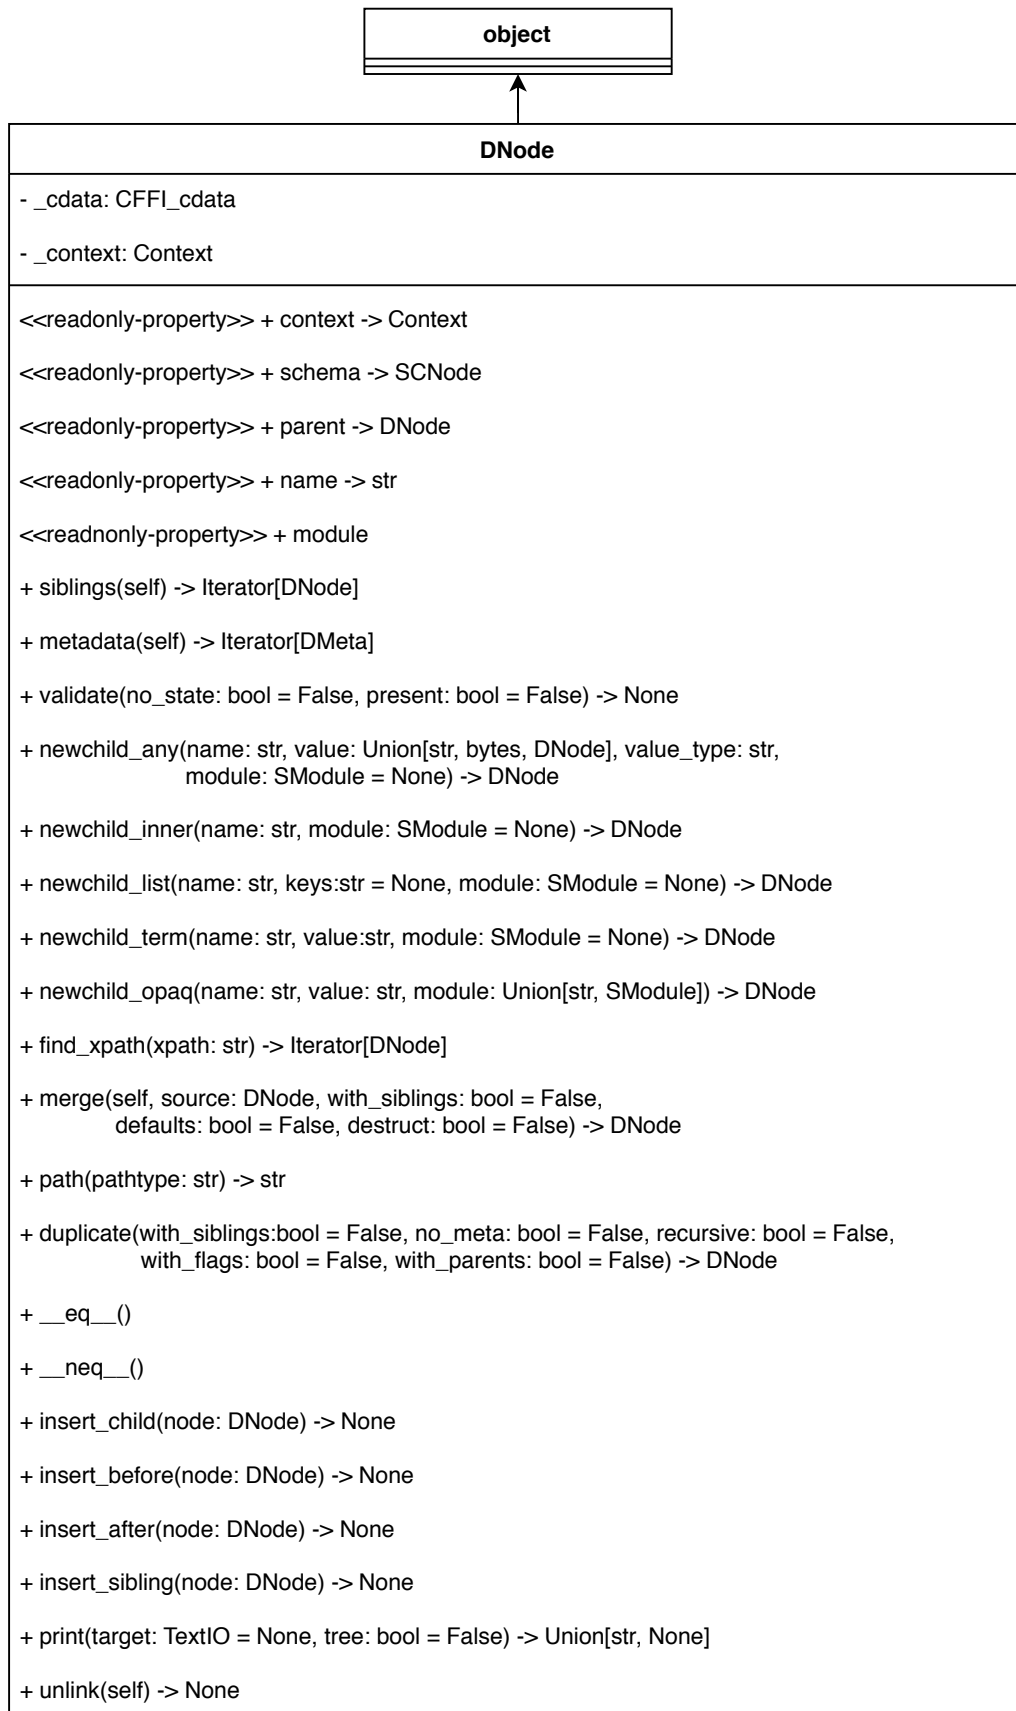 object
DNode
- _cdata: CFFI_cdata
- _context: Context
<<readonly-property>> + context -> Context
<<readonly-property>> + schema -> SCNode
<<readonly-property>> + parent -> DNode
<<readonly-property>> + name -> str
<<readnonly-property>> + module
+ siblings(self) -> Iterator[DNode]
+ metadata(self) -> Iterator[DMeta]
+ validate(no_state: bool = False, present: bool = False) -> None
+ newchild_any(name: str, value: Union[str, bytes, DNode], value_type: str,
module: SModule = None) -> DNode
+ newchild_inner(name: str, module: SModule = None) -> DNode
+ newchild_list(name: str, keys:str = None, module: SModule = None) -> DNode
+ newchild_term(name: str, value:str, module: SModule = None) -> DNode
+ newchild_opaq(name: str, value: str, module: Union[str, SModule]) -> DNode
+ find_xpath(xpath: str) -> Iterator[DNode]
+ merge(self, source: DNode, with_siblings: bool = False,
defaults: bool = False, destruct: bool = False) -> DNode
+ path(pathtype: str) -> str
+ duplicate(with_siblings:bool = False, no_meta: bool = False, recursive: bool = False,
with_flags: bool = False, with_parents: bool = False) -> DNode
+ __eq__()
+ __neq__()
+ insert_child(node: DNode) -> None
+ insert_before(node: DNode) -> None
+ insert_after(node: DNode) -> None
+ insert_sibling(node: DNode) -> None
+ print(target: TextIO = None, tree: bool = False) -> Union[str, None]
+ unlink(self) -> None